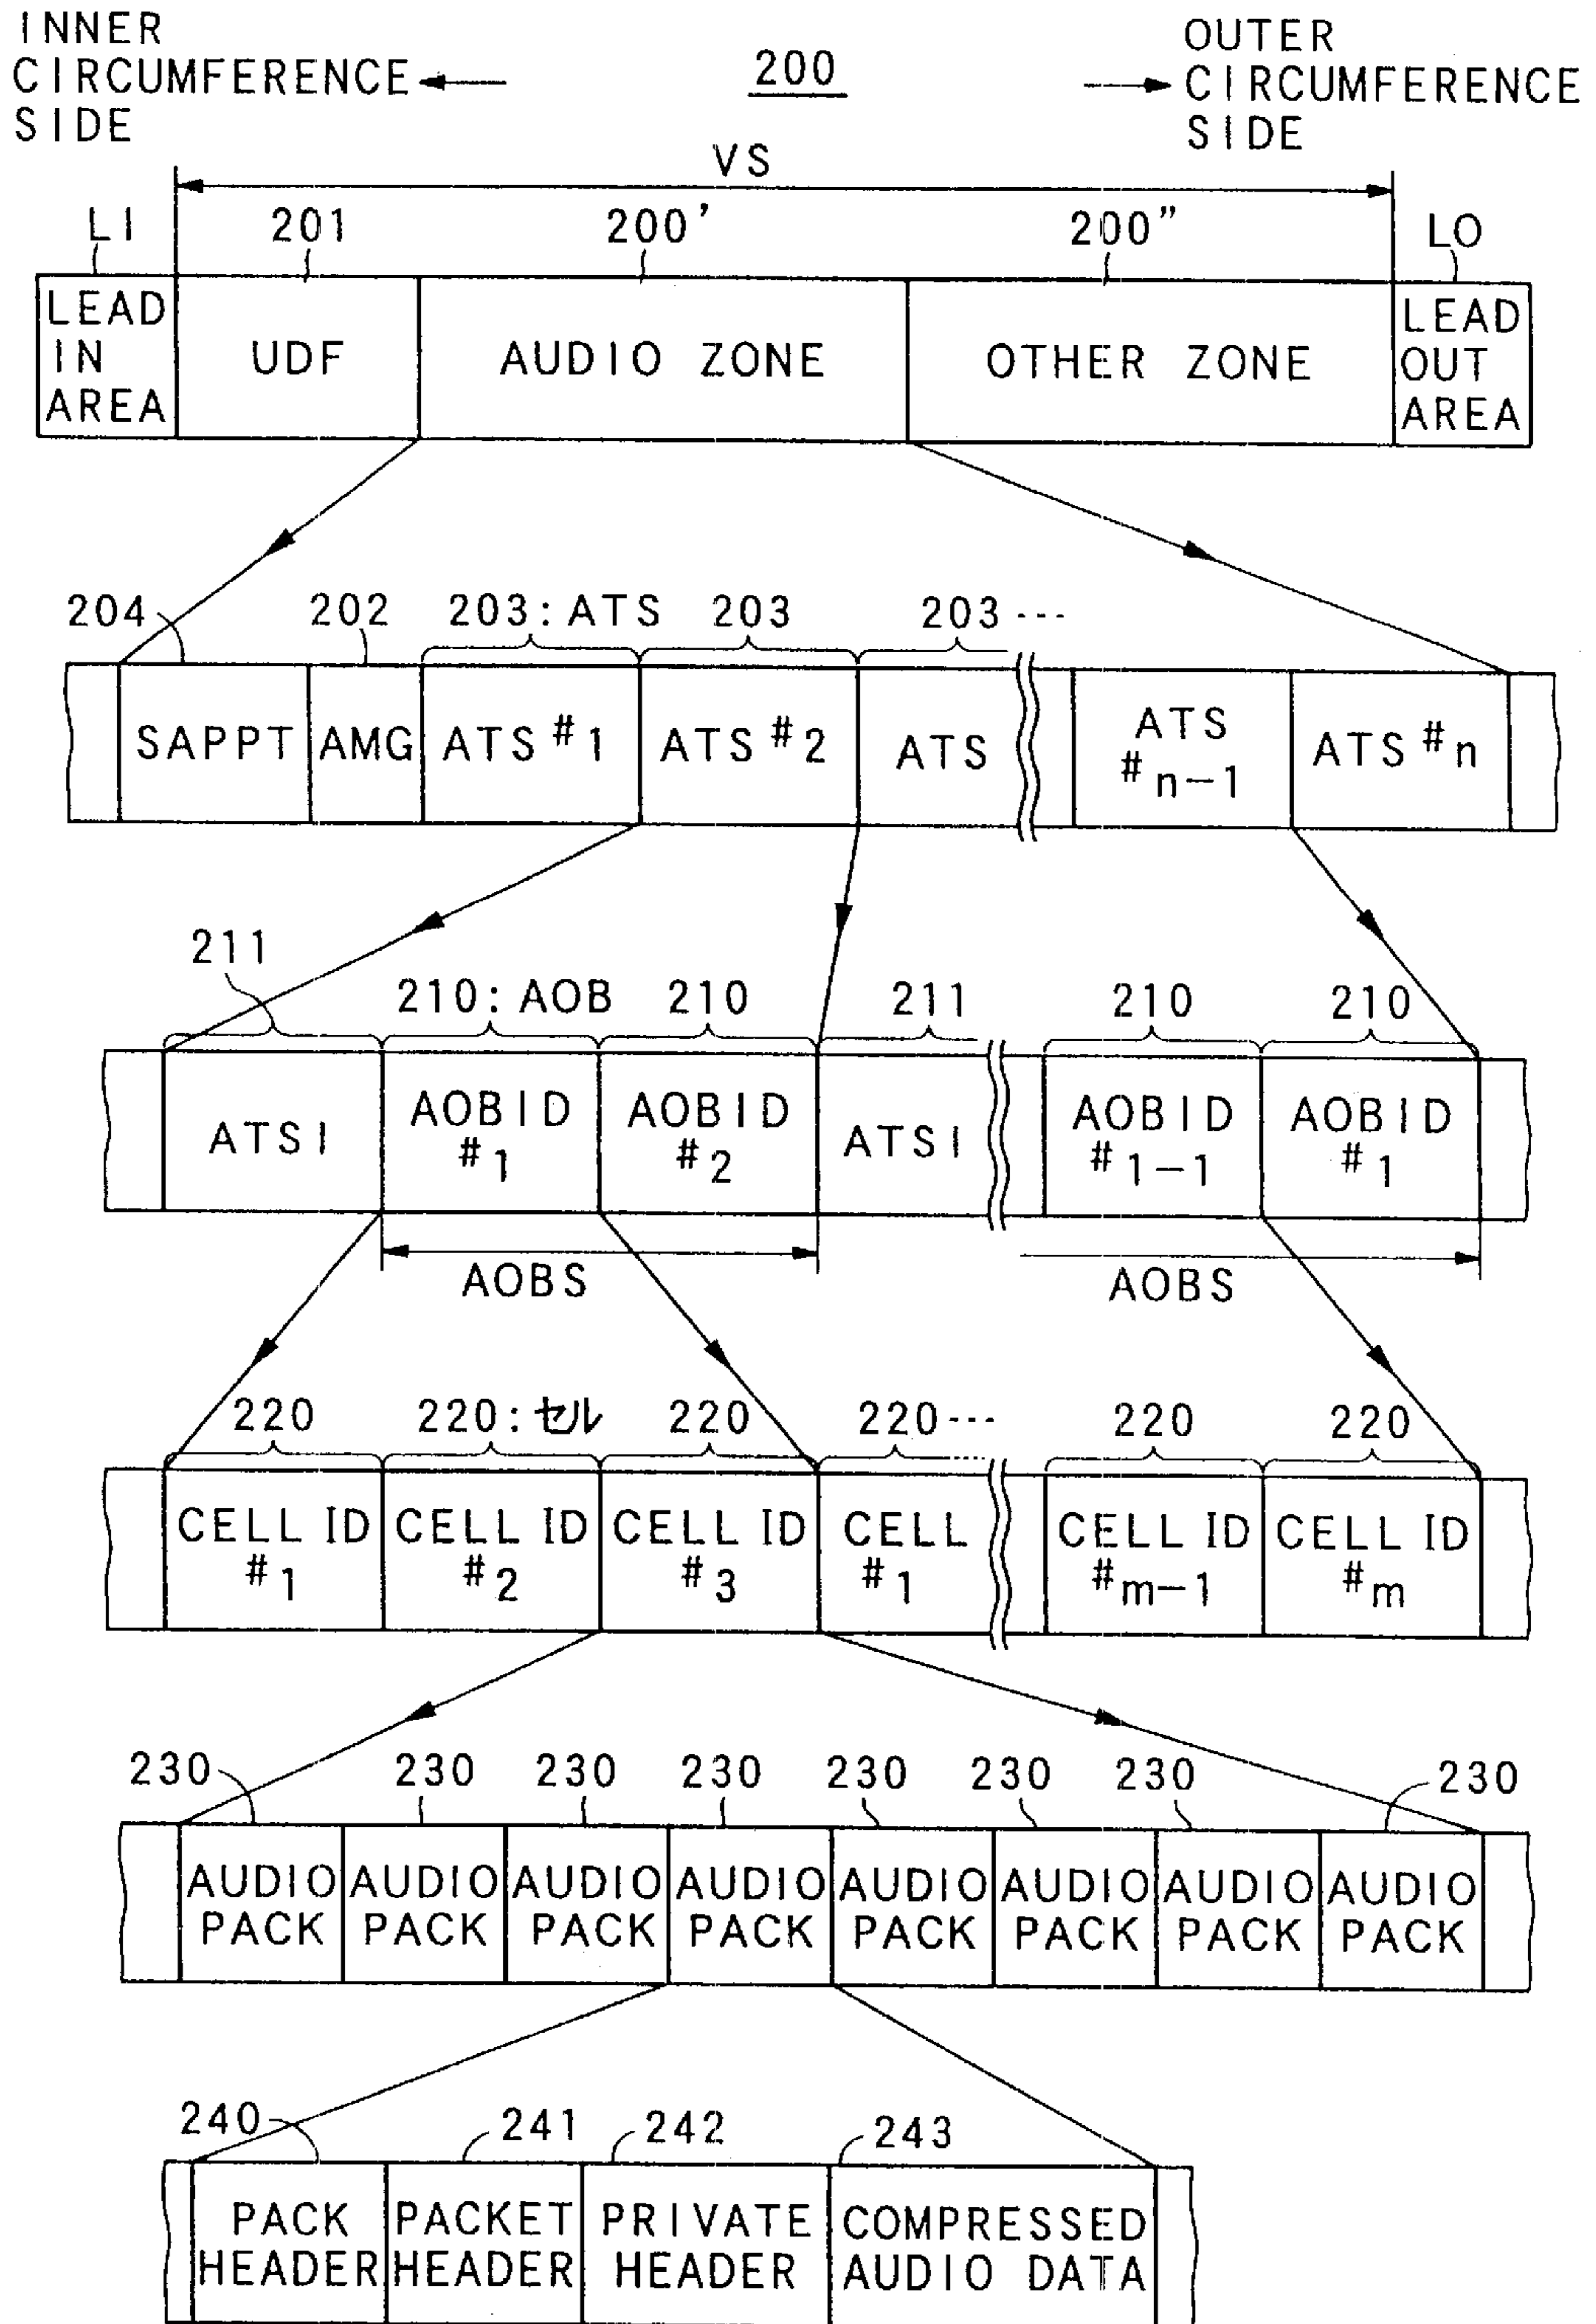 INNER
CIRCUMFERENCE
SIDE
200
OUTER
CIRCUMFERENCE
SIDE
VS
LI
201
200'
200"
LO
LEAD
IN
AREA
UDF
AUDIO ZONE
OTHER ZONE
LEAD
OUT
AREA
204
202
203: ATS
203
203 ---
SAPPT
AMG
ATS #1
ATS #2
ATS
ATS
#n-1
ATS #n
211
210: AOB
210
211
210
210
ATSI
AOBID
#1
AOBID
#2
ATSI
AOBID
#1-1
AOBID
#1
AOBS
AOBS
220
220: セル
220
220---
220
220
CELL ID
#1
CELL ID
#2
CELL ID
#3
CELL
#1
CELL ID
#m-1
CELL ID
#m
230
230
230
230
230
230
230
230
AUDIO
PACK
AUDIO
PACK
AUDIO
PACK
AUDIO
PACK
AUDIO
PACK
AUDIO
PACK
AUDIO
PACK
AUDIO
PACK
240
241
242
243
PACK
HEADER
PACKET
HEADER
PRIVATE
HEADER
COMPRESSED
AUDIO DATA